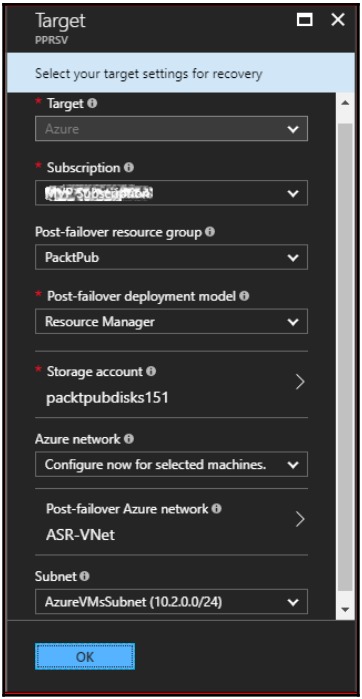 Target
PPRSV
Select your target settings for recovery
* Target
Azure
* Subscription
Post-failover resource group
PacktPub
* Post-failover deployment model
Resource Manager
* Storage account
packtpubdisks151
Azure network
Configure now for selected machines.
Post-failover Azure network
ASR-VNet
Subnet
AzureVMsSubnet (10.2.0.0/24)
OK